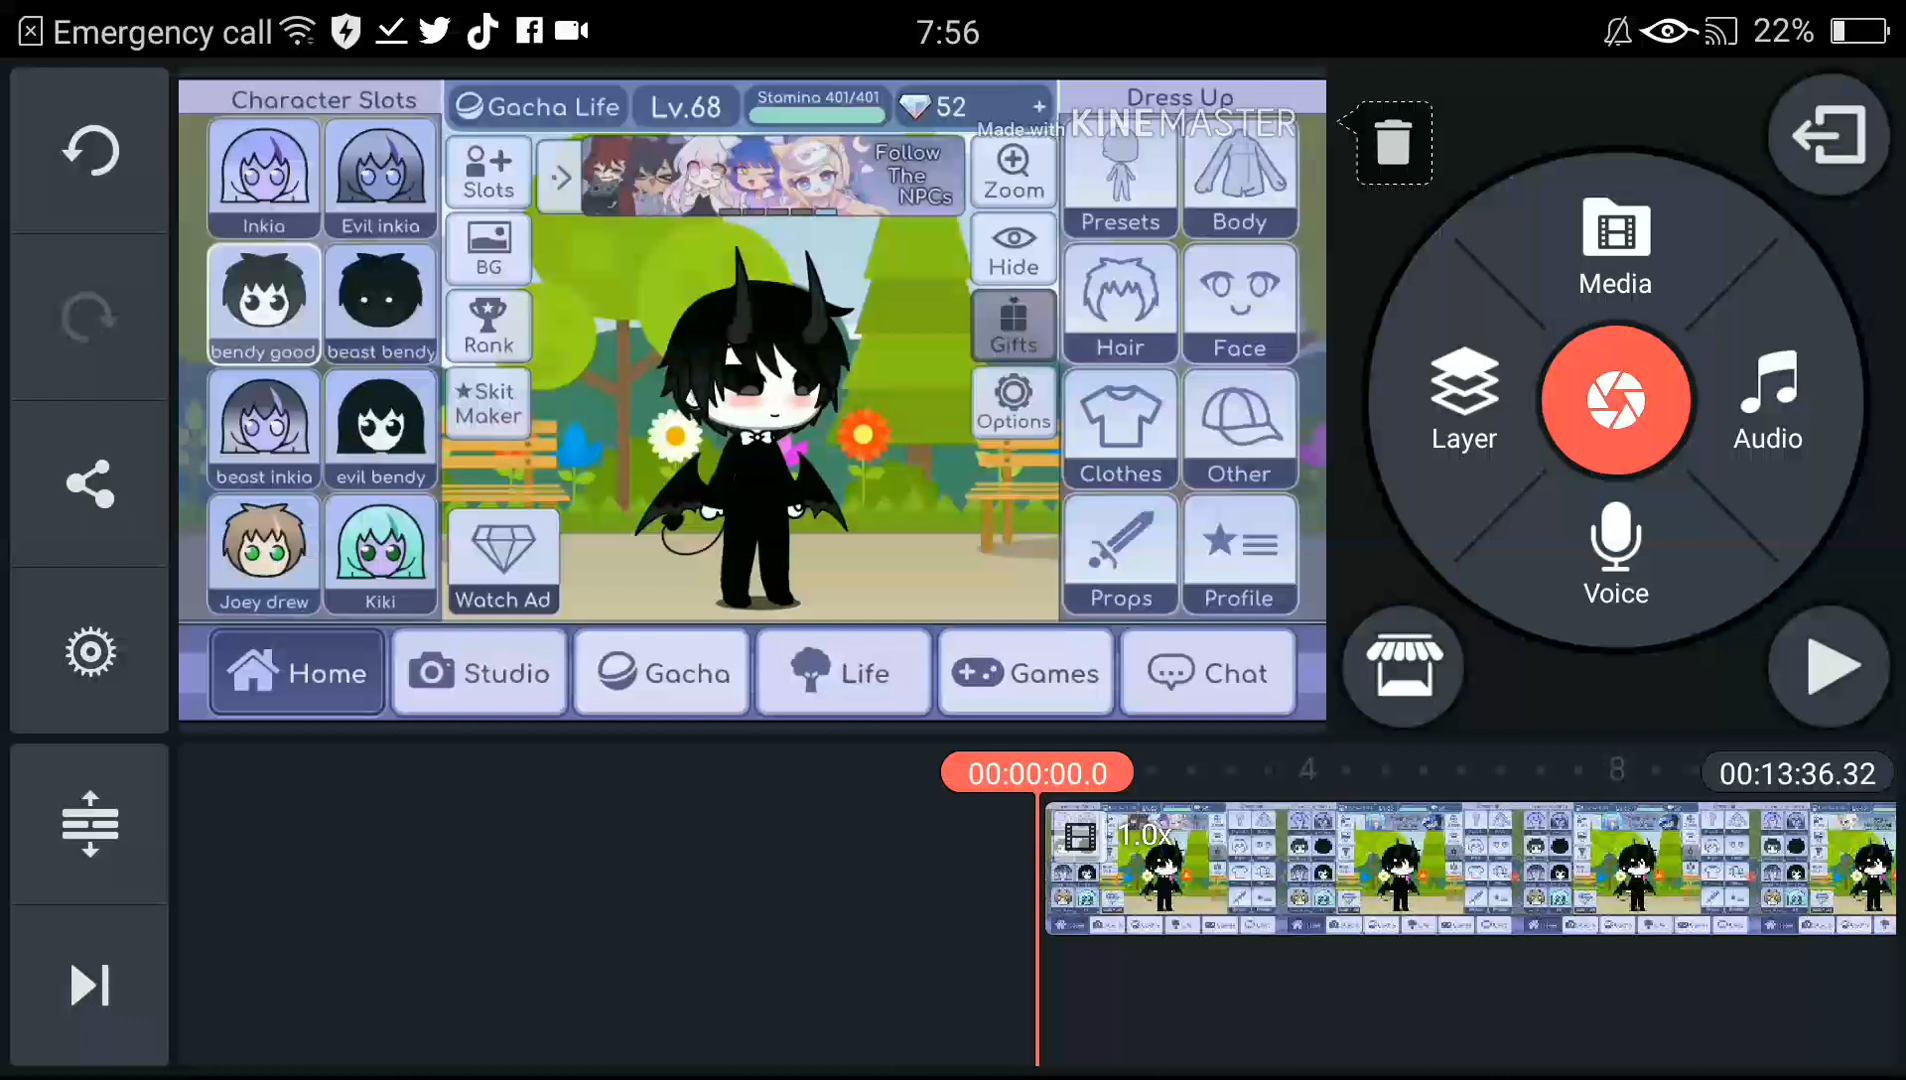 Emergency call
7:56
22%
Character Slots
Gacha Life
Lv.68
Stamina 401/401
52
+
Dress Up
Made with KINEMASTER
Inkia
Evil inkia
Slots
Follow
The
NPCs
Zoom
Presets
Body
bendy good
beast bendy
BG
Hide
Rank
Gifts
Hair
Face
beast inkia
evil bendy
Skit
Maker
Options
Clothes
Other
Joey drew
Kiki
Watch Ad
Props
Profile
Home
Studio
Gacha
Life
Games
Chat
Media
Layer
Audio
Voice
00:00:00.0
4
8
00:13:36.32
1.0x